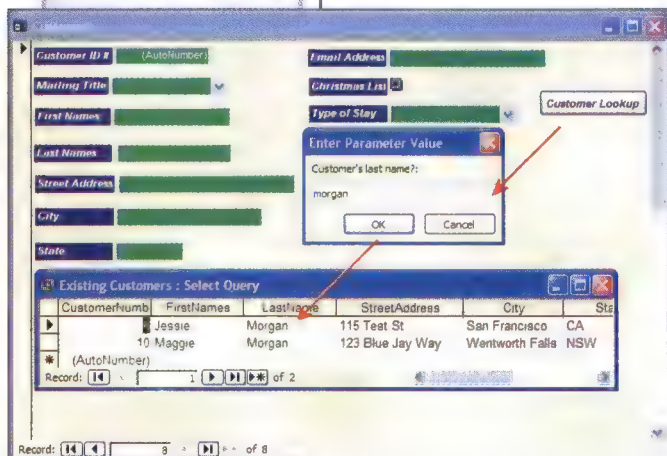 Customer ID # (AutoNumber) Email Address
Mailing Title Christmas List
First Names Type of Stay Customer Lookup
Enter Parameter Value
Last Names Customer's last name?:
Street Address morgan
City OK Cancel
State
Existing Customers : Select Query
CustomerNumb FirstNames LastName StreetAddress City Sta
Jessie Morgan 115 Test St San Francisco CA
10 Maggie Morgan 123 Blue Jay Way Wentworth Falls NSW
(AutoNumber)
Record: 1 of 2
Record: 8 of 8